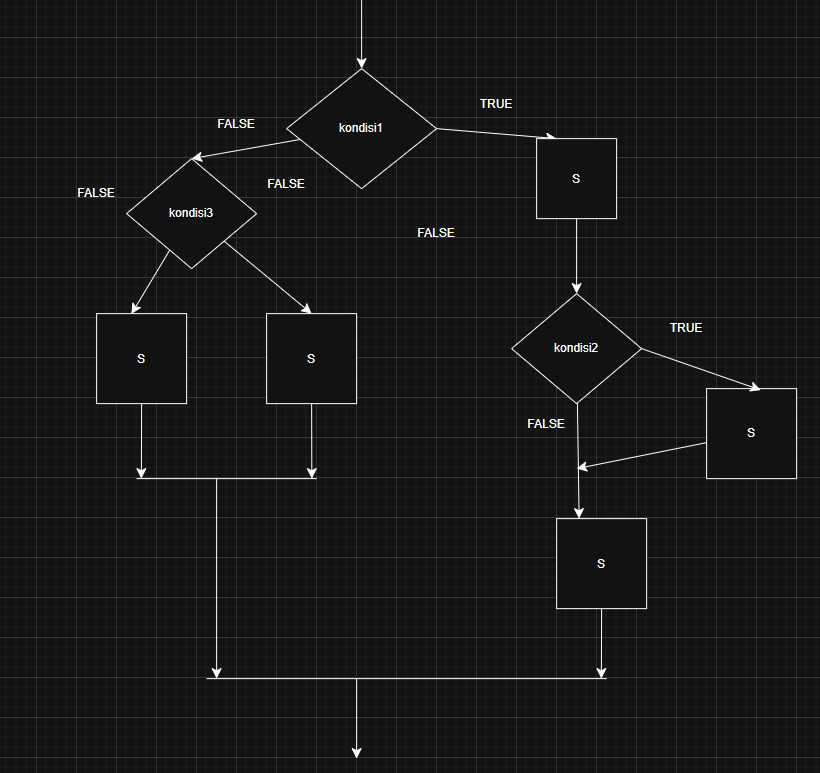 TRUE
FALSE
kondisi1
S
FALSE
FALSE
kondisi3
FALSE
TRUE
kondisi2
S
S
FALSE
S
S